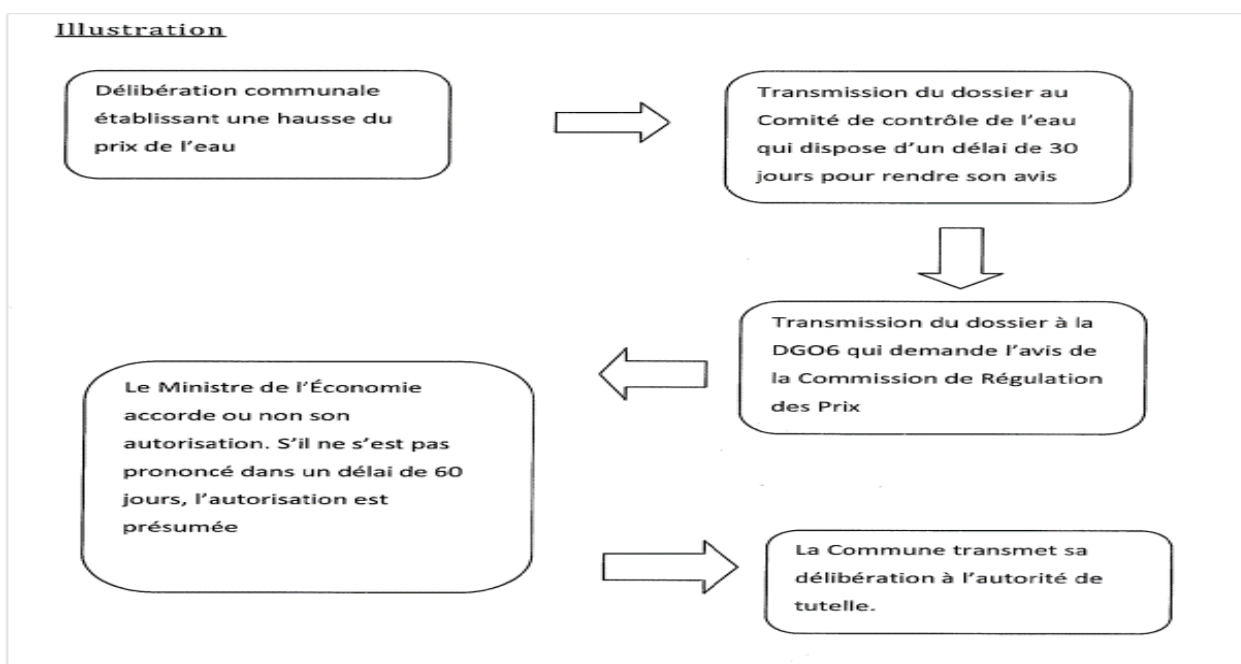 Illustration
Délibération communale
établissant une hausse du
prix de l'eau
Transmission du dossier au
Comité de contrôle de l'eau
qui dispose d'un délai de 30
jours pour rendre son avis
Transmission du dossier à la
DGO6 qui demande l'avis de
la Commission de Régulation
des Prix
Le Ministre de l'Économie
accorde ou non son
autorisation. S'il ne s'est pas
prononcé dans un délai de 60
jours, l'autorisation est
présumée
La Commune transmet sa
délibération à l'autorité de
tutelle.